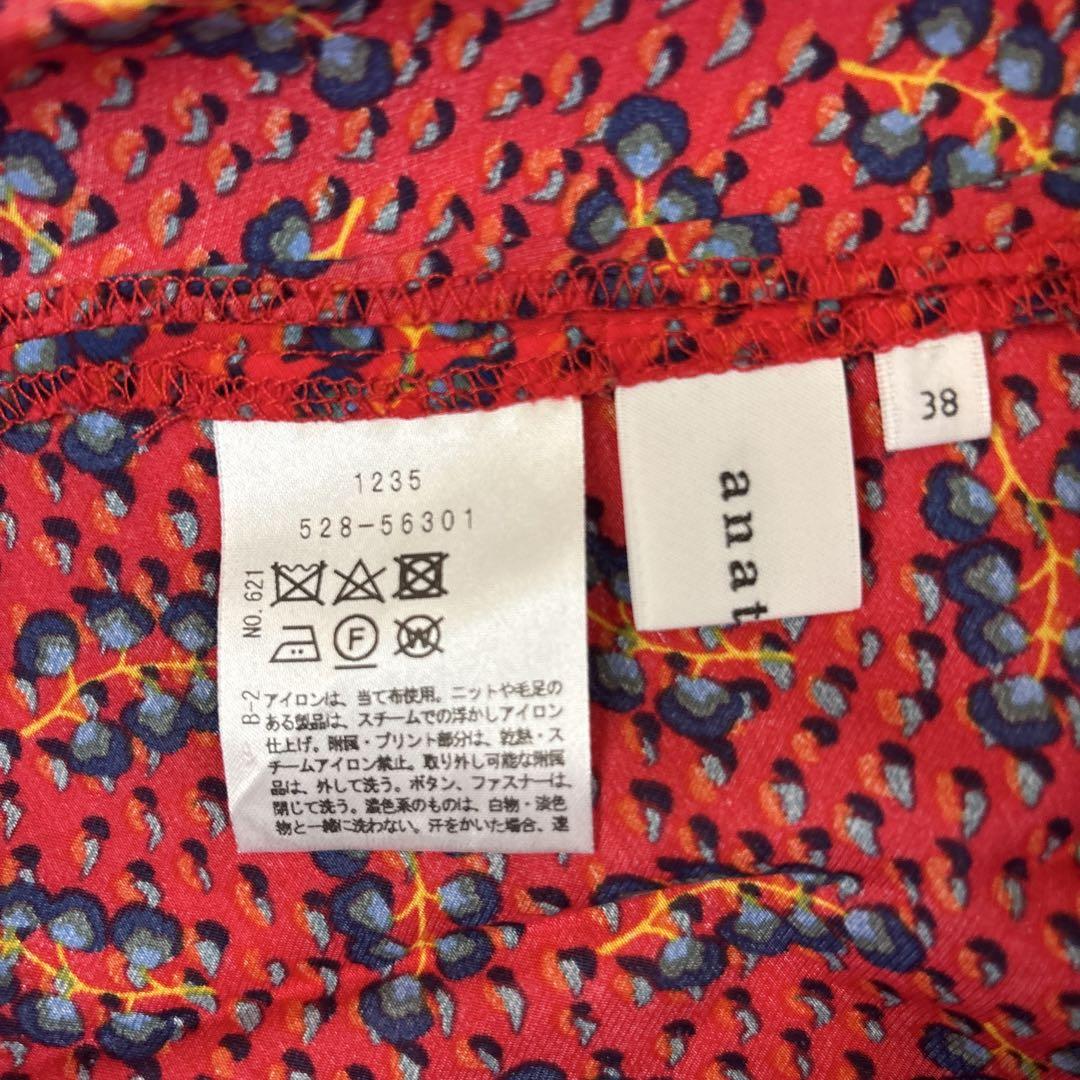 1235
528-56301
NO.621
F
W
B-2
アイロンは、当て布使用。ニットや毛足の
ある製品は、スチームでの浮かしアイロン
仕上げ。附属・プリント部分は、乾熱・ス
チームアイロン禁止。取り外し可能な附属
品は、外して洗う。ボタン、ファスナーは、
閉じて洗う。濃色系のものは、白物・淡色
物と一緒に洗わない。汗をかいた場合、速
anat
38